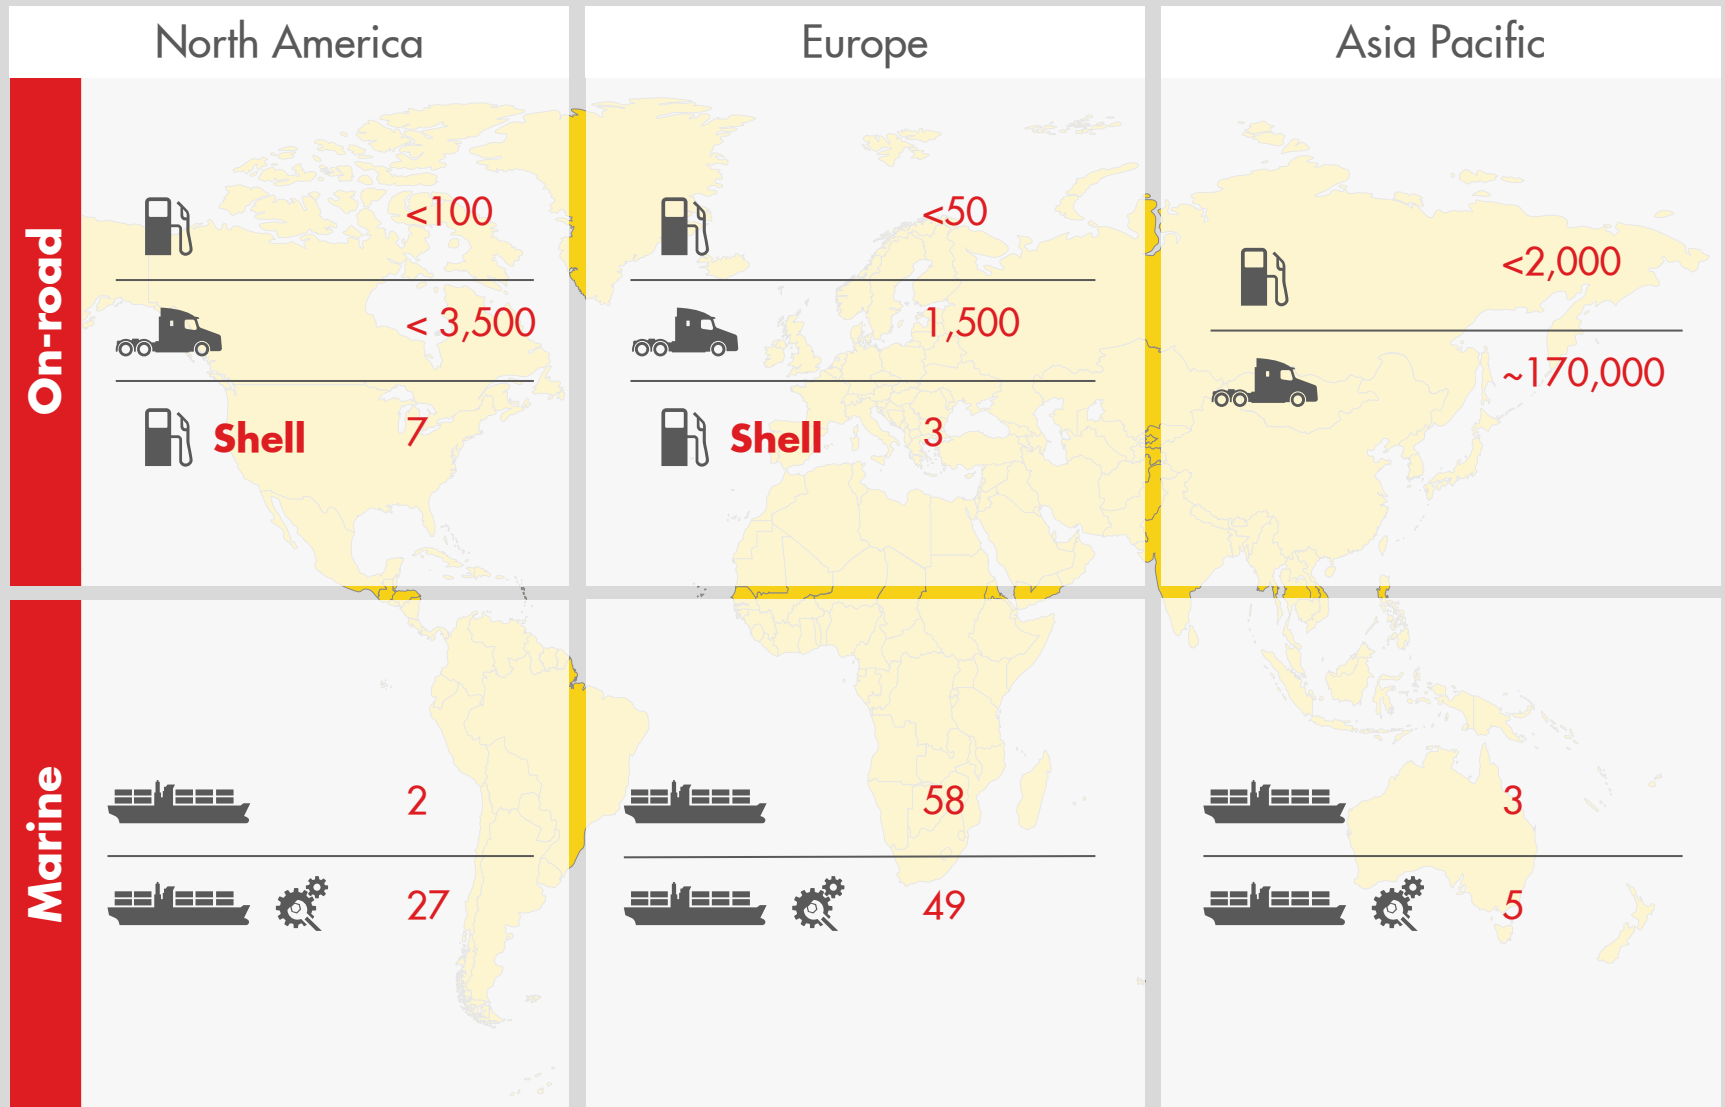 North America
Europe
Asia Pacific
On-road
<100
< 3,500
Shell 7
<50
1,500
Shell 3
<2,000
~170,000
Marine
2
27
58
49
3
5